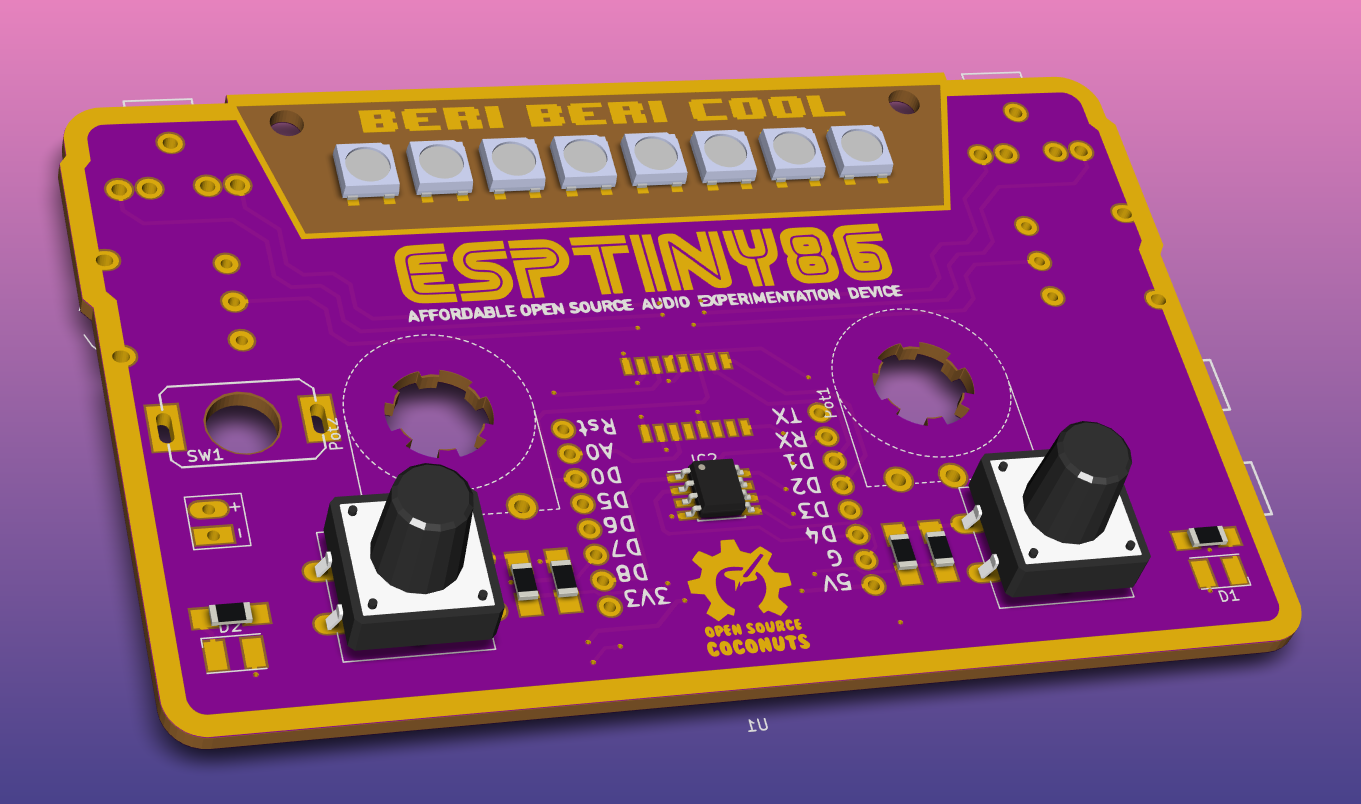 BERI BERI COOL
ESPTINY86
AFFORDABLE OPEN SOURCE AUDIO EXPERIMENTATION DEVICE
SW1
Pot2
+
-
D2
Rst
A0
D0
D5
D6
D7
D8
3V3
TX
RX
D1
D2
D3
D4
G
5V
Pot1
OPEN SOURCE
COCONUTS
D1
U1